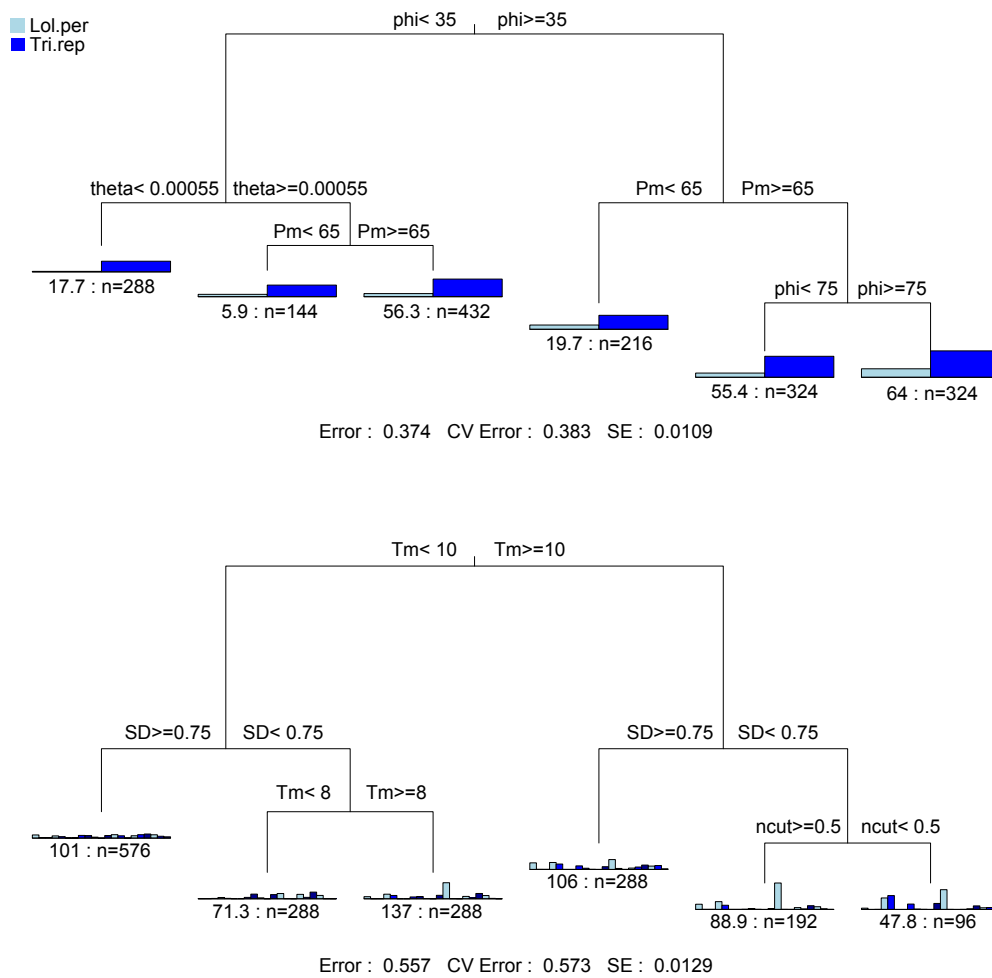 phi< 35 phi>=35
Lol.per
Tri.rep
theta< 0.00055 theta>=0.00055
Pm< 65 Pm>=65
Pm< 65 Pm>=65
17.7 : n=288
phi< 75 phi>=75
5.9 : n=144
56.3 : n=432
19.7 : n=216
55.4 : n=324
64 : n=324
Error : 0.374 CV Error : 0.383 SE : 0.0109
Tm< 10 Tm>=10
SD>=0.75 SD< 0.75
SD>=0.75 SD< 0.75
Tm< 8 Tm>=8
ncut>=0.5 ncut< 0.5
101 : n=576
106 : n=288
71.3 : n=288
137 : n=288
88.9 : n=192
47.8 : n=96
Error : 0.557 CV Error : 0.573 SE : 0.0129